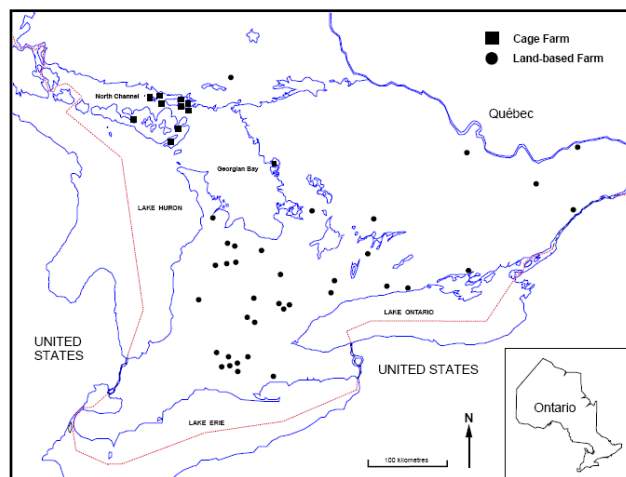 Cage Farm
Land-based Farm
North Channel
Québec
Georgian Bay
LAKE HURON
LAKE ONTARIO
UNITED
STATES
UNITED STATES
LAKE ERIE
N
100 kilometres
Ontario